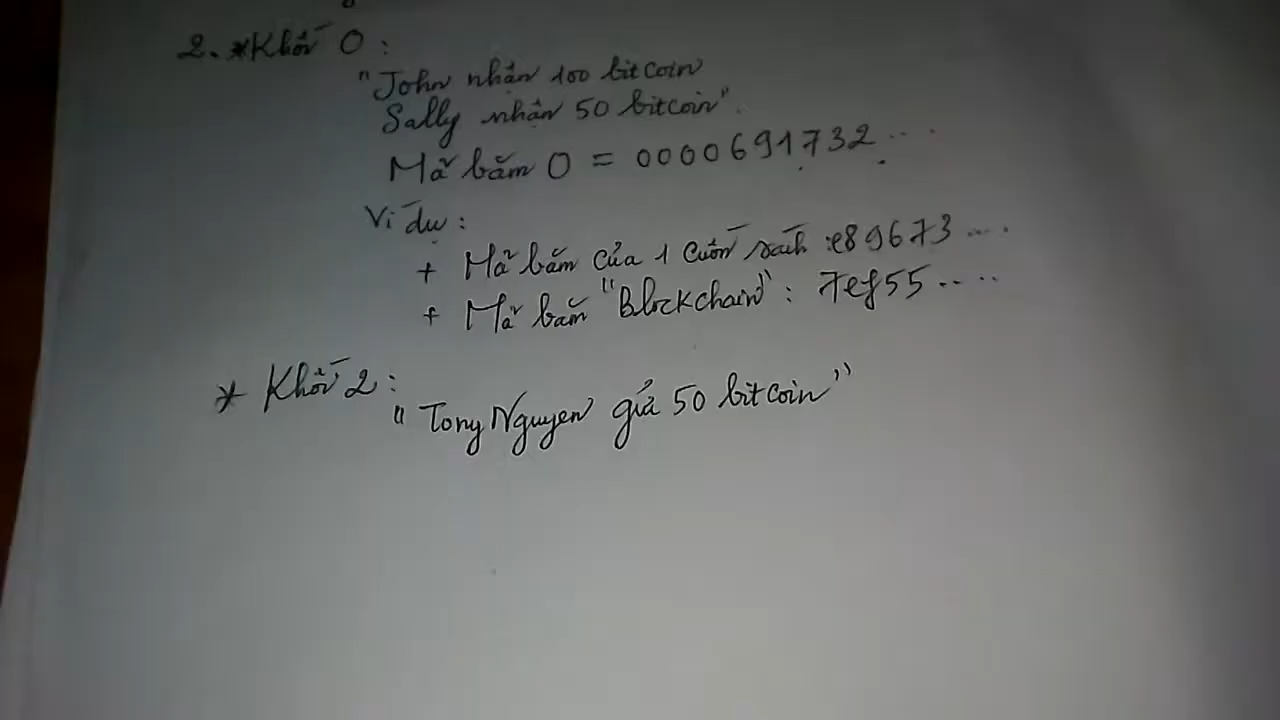 2. *Khối 0 :
"John nhận 100 bitcoin
Sally nhận 50 bitcoin".
Mã băm 0 = 0000691732....
Ví dụ :
+ Mã băm của 1 cuốn sách : e89673....
+ Mã băm "Blockchain" : 7ef55....
* Khối 2 :
"Tony Nguyen gửi 50 bitcoin"